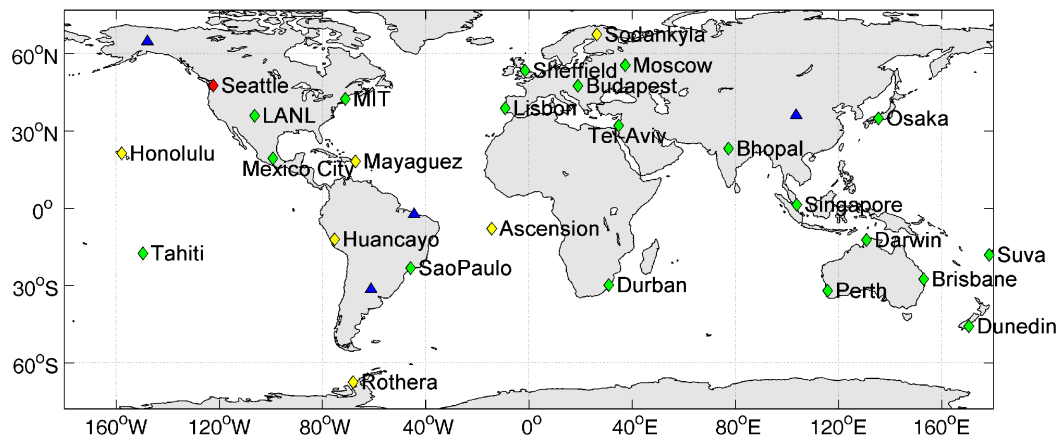 Sodankyla
60°N
Moscow
Sheffield
Seattle
Budapest
MIT
LANL
Lisbon
Osaka
30°N
Tel-Aviv
Bhopal
Honolulu
Mayaguez
Mexico City
Singapore
0°
Ascension
Huancayo
Darwin
Tahiti
Suva
SaoPaulo
Brisbane
30°S
Durban
Perth
Dunedin
60°S
Rothera
160°W
120°W
80°W
40°W
0°
40°E
80°E
120°E
160°E